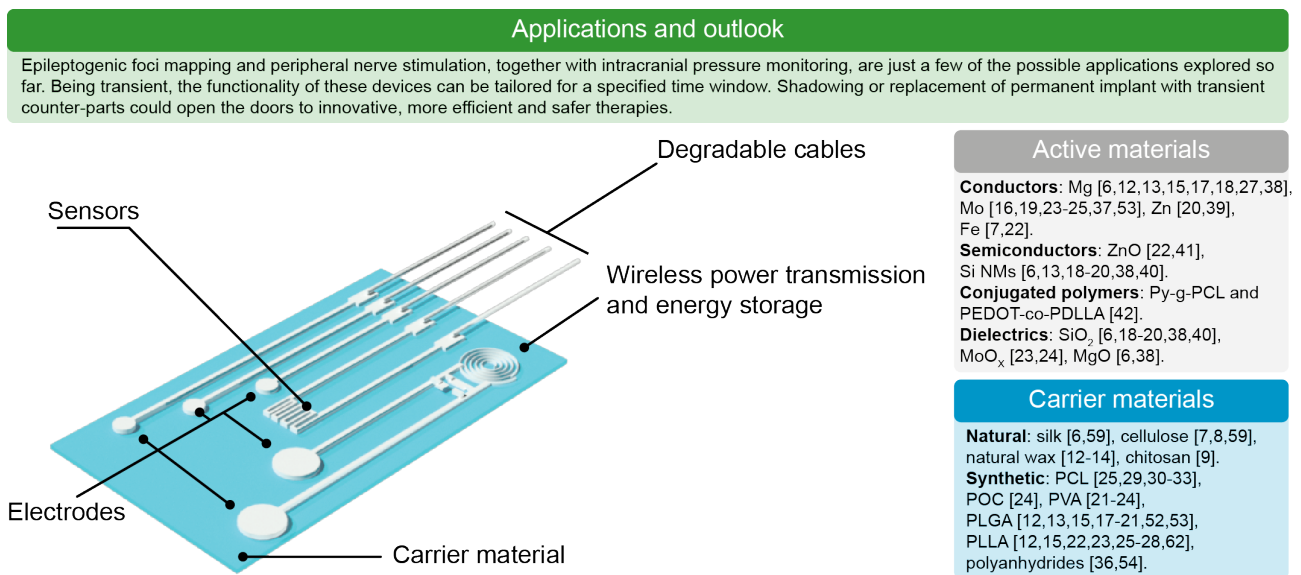 Applications and outlook
Epileptogenic foci mapping and peripheral nerve stimulation, together with intracranial pressure monitoring, are just a few of the possible applications explored so
far. Being transient, the functionality of these devices can be tailored for a specified time window. Shadowing or replacement of permanent implant with transient
counter-parts could open the doors to innovative, more efficient and safer therapies.
Degradable cables
Sensors
Wireless power transmission
and energy storage
Electrodes
Carrier material
Active materials
Conductors: Mg [6,12,13,15,17,18,27,38],
Mo [16,19,23-25,37,53], Zn [20,39],
Fe [7,22].
Semiconductors: ZnO [22,41],
Si NMs [6,13,18-20,38,40].
Conjugated polymers: Py-g-PCL and
PEDOT-co-PDLLA [42].
Dielectrics: SiO2 [6,18-20,38,40],
MoOX [23,24], MgO [6,38].
Carrier materials
Natural: silk [6,59], cellulose [7,8,59],
natural wax [12-14], chitosan [9].
Synthetic: PCL [25,29,30-33],
POC [24], PVA [21-24],
PLGA [12,13,15,17-21,52,53],
PLLA [12,15,22,23,25-28,62],
polyanhydrides [36,54].